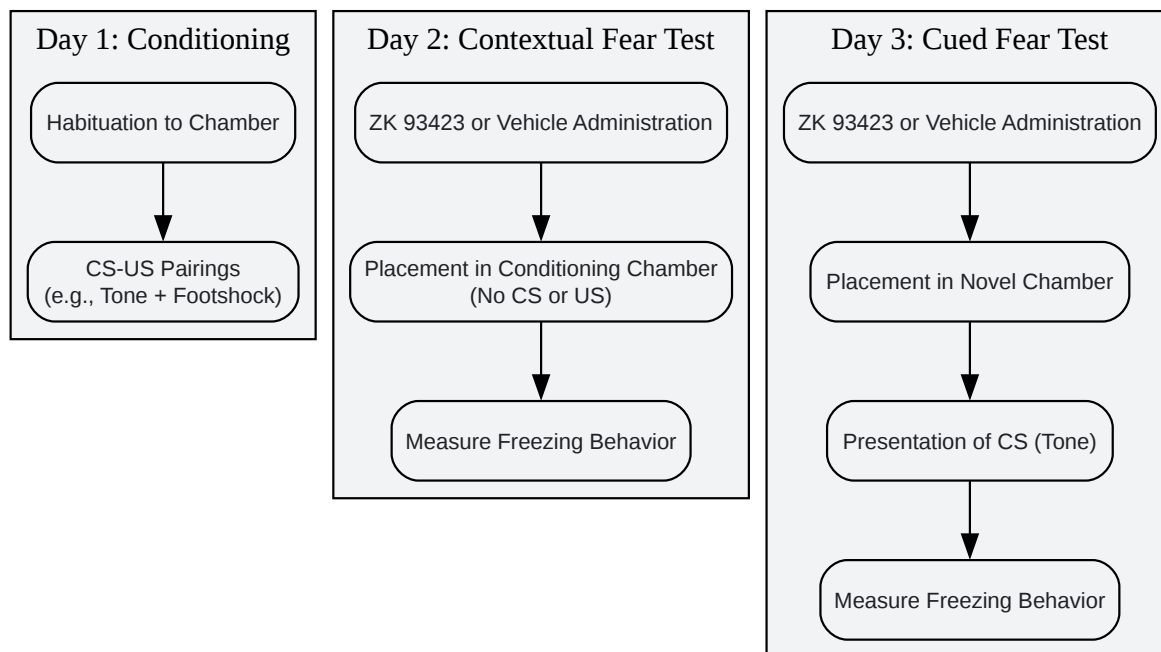 Day 1: Conditioning
Habituation to Chamber
CS-US Pairings
(e.g., Tone + Footshock)
Day 2: Contextual Fear Test
ZK 93423 or Vehicle Administration
Placement in Conditioning Chamber
(No CS or US)
Measure Freezing Behavior
Day 3: Cued Fear Test
ZK 93423 or Vehicle Administration
Placement in Novel Chamber
Presentation of CS (Tone)
Measure Freezing Behavior